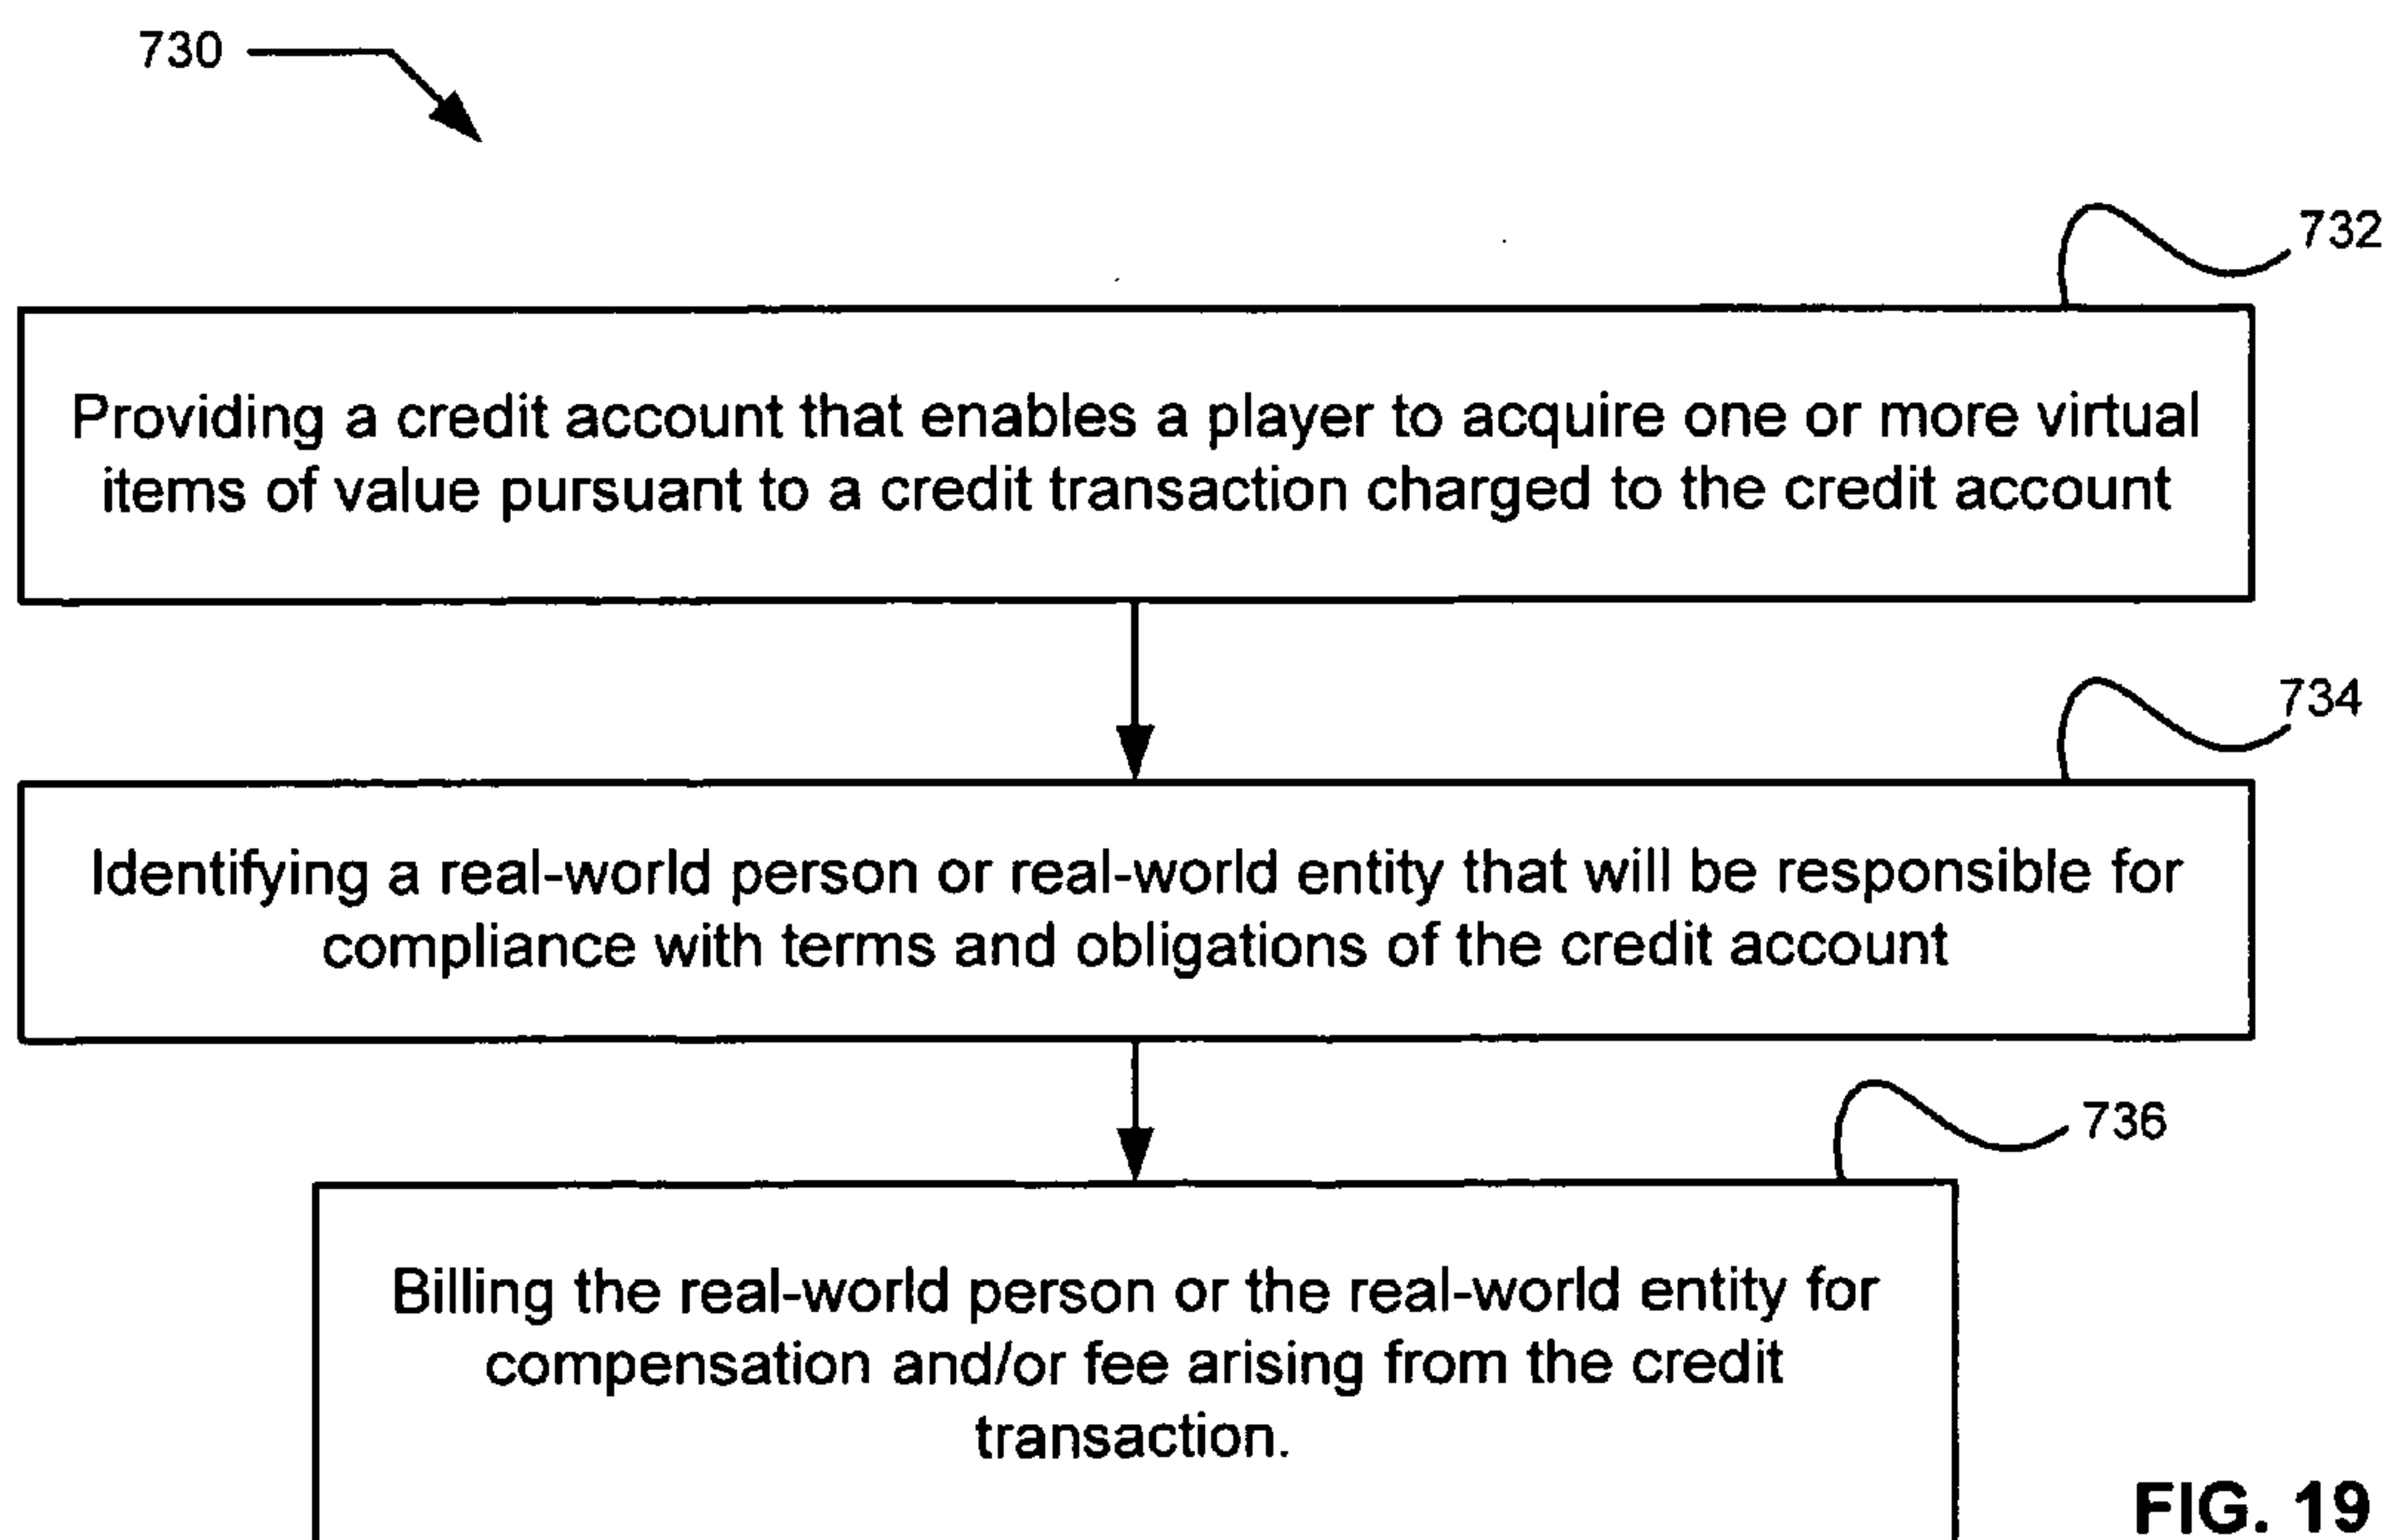 730
732
Providing a credit account that enables a player to acquire one or more virtual
items of value pursuant to a credit transaction charged to the credit account
734
Identifying a real-world person or real-world entity that will be responsible for
compliance with terms and obligations of the credit account
736
Billing the real-world person or the real-world entity for
compensation and/or fee arising from the credit
transaction.
FIG. 19